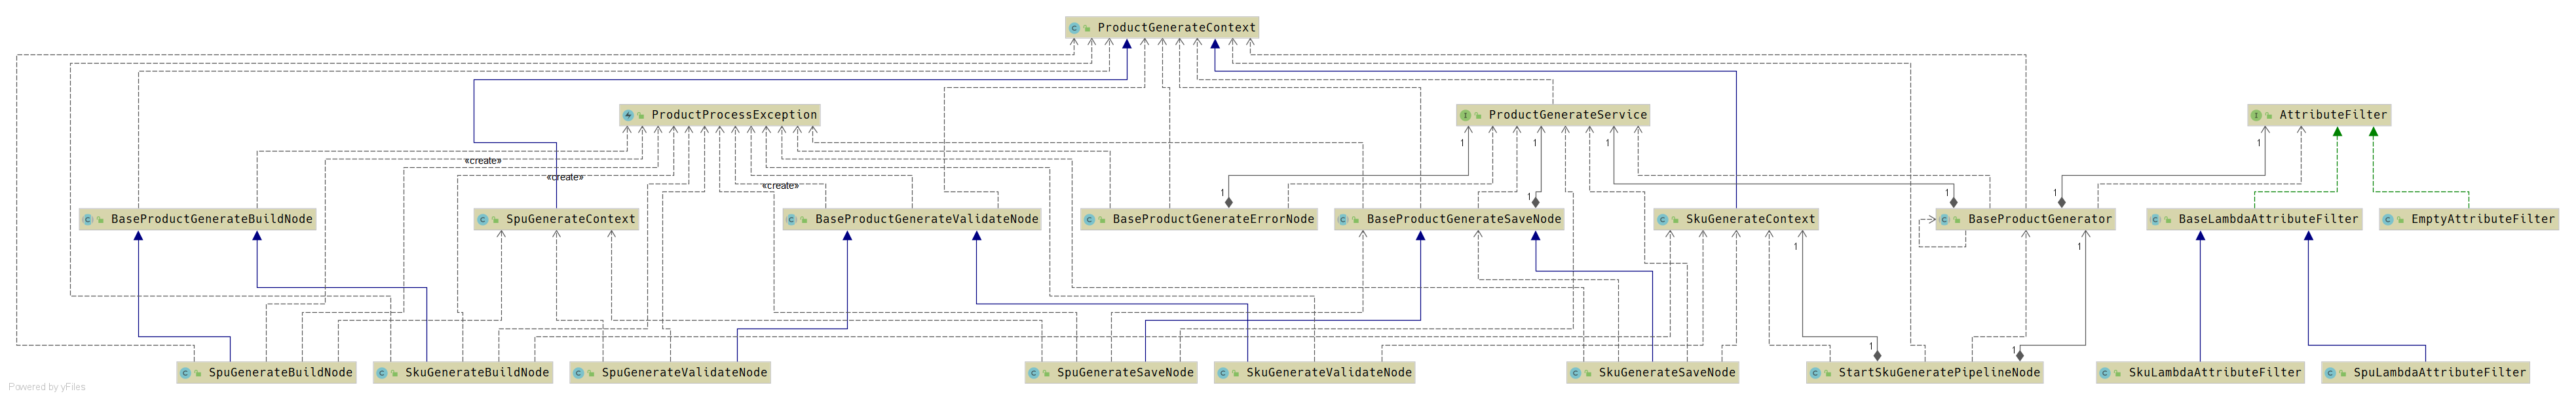 ProductGenerateContext
ProductProcessException
ProductGenerateService
AttributeFilter
1
1
1
1
«create»
«create»
«create»
1
1
1
1
BaseProductGenerateBuildNode
SpuGenerateContext
BaseProductGenerateValidateNode
BaseProductGenerateErrorNode
BaseProductGenerateSaveNode
SkuGenerateContext
BaseProductGenerator
BaseLambdaAttributeFilter
EmptyAttributeFilter
1
1
1
1
SpuGenerateBuildNode
SkuGenerateBuildNode
SpuGenerateValidateNode
SpuGenerateSaveNode
SkuGenerateValidateNode
SkuGenerateSaveNode
StartSkuGeneratePipelineNode
SkuLambdaAttributeFilter
SpuLambdaAttributeFilter
Powered by yFiles